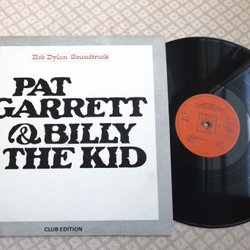 Bob Dylan Soundtrack
PAT
GARRETT
& BILLY
THE KID
CLUB EDITION